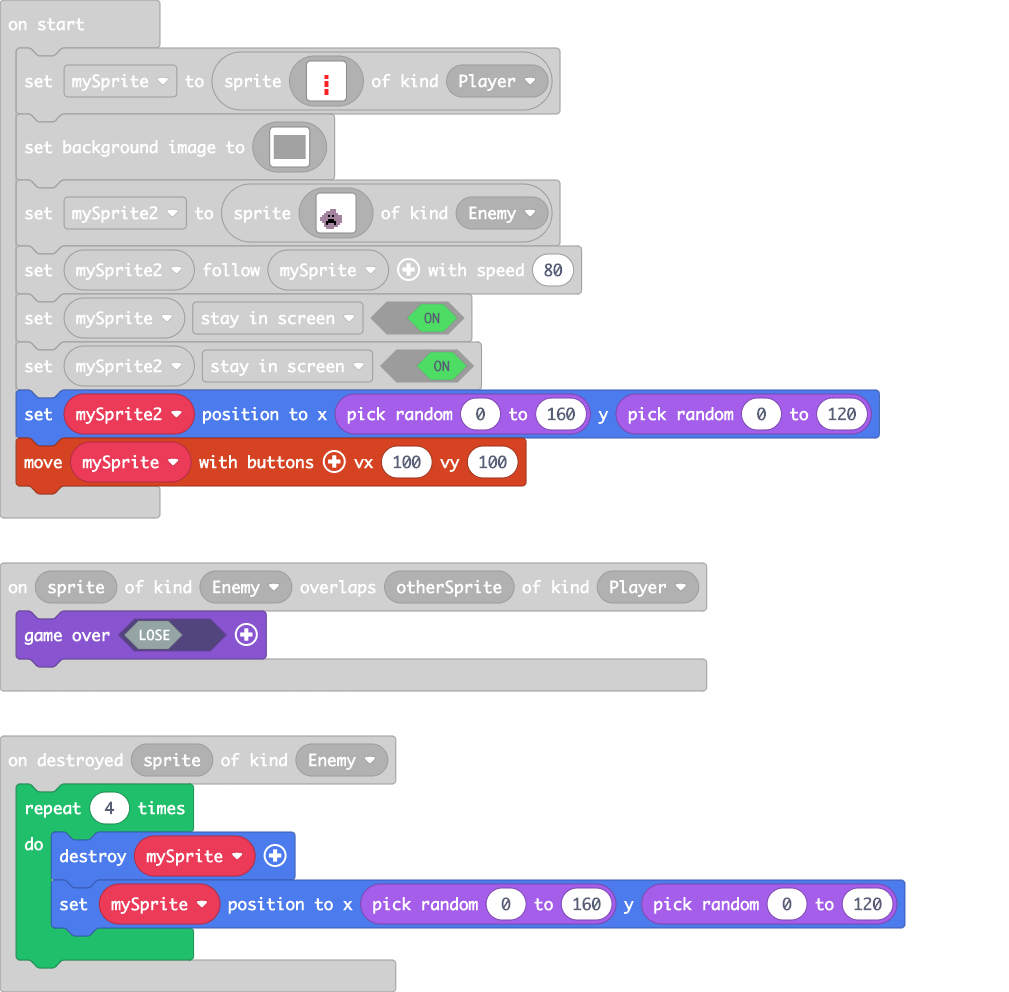 on start
set mySprite to sprite of kind Player
set background image to
set mySprite2 to sprite of kind Enemy
set mySprite2 follow mySprite with speed 80
set mySprite stay in screen ON
set mySprite2 stay in screen ON
set mySprite2 position to x pick random 0 to 160 y pick random 0 to 120
move mySprite with buttons vx 100 vy 100
on sprite of kind Enemy overlaps otherSprite of kind Player
game over LOSE
on destroyed sprite of kind Enemy
repeat 4 times
do
destroy mySprite
set mySprite position to x pick random 0 to 160 y pick random 0 to 120